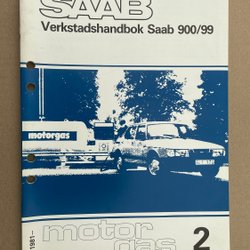 SAAB
Verkstadshandbok Saab 900/99
motorgas
1981–
motor
gas
2